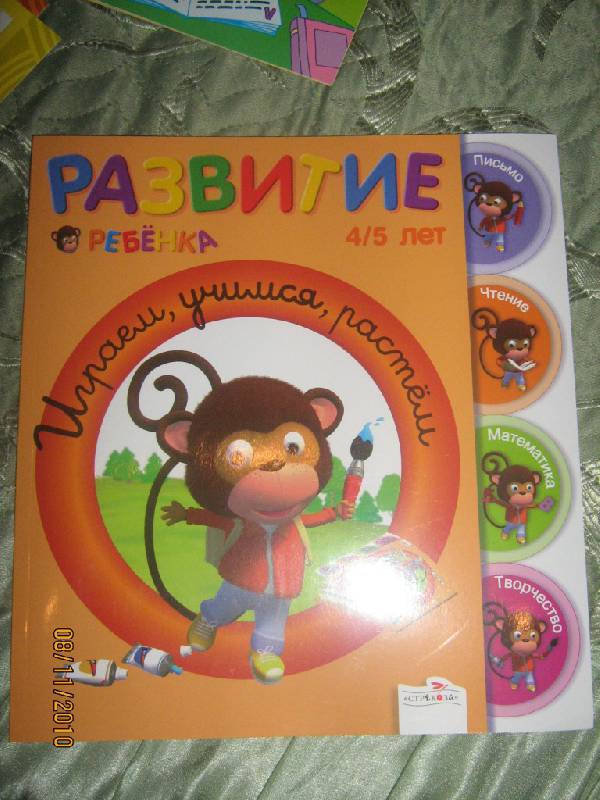 РАЗВИТИЕ
РЕБЁНКА
4/5 лет
Играем, учимся, растём
Письмо
Чтение
Математика
Творчество
«СТРЕКОЗА»
08/11/2010